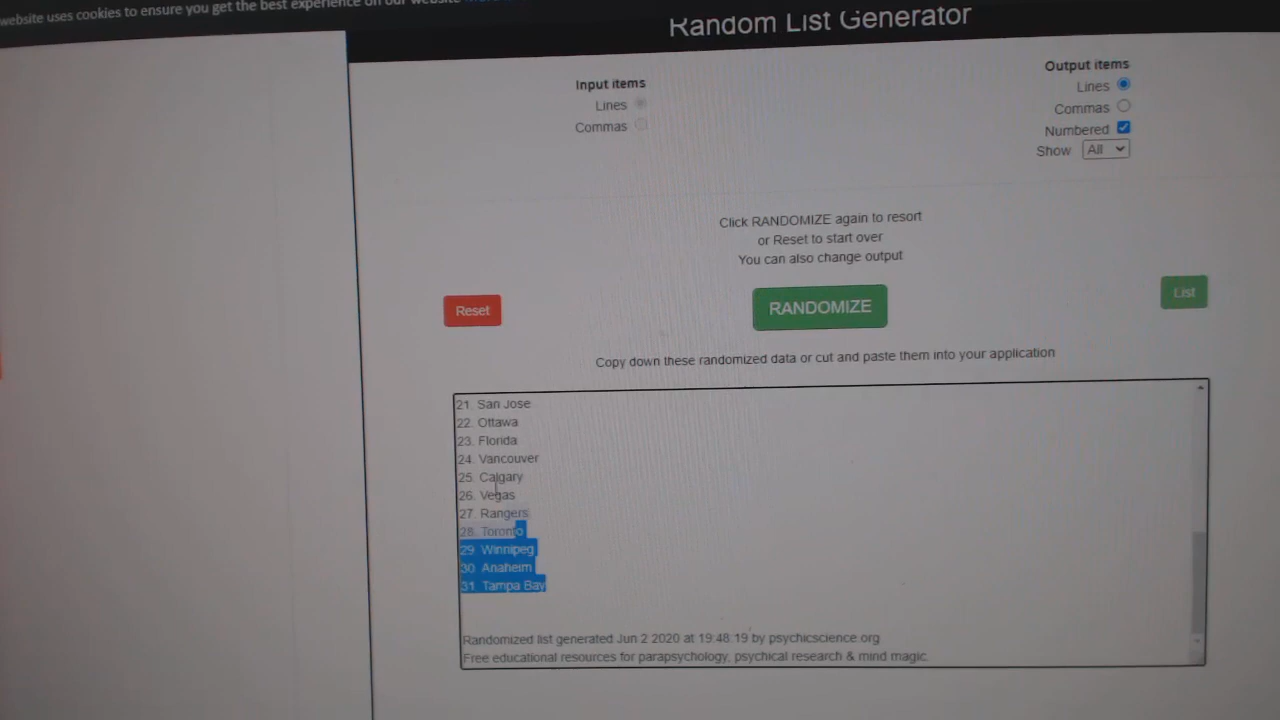 website uses cookies to ensure you get the best experience on our website
Random List Generator
Input items
Lines
Commas
Output items
Lines
Commas
Numbered
Show All
Click RANDOMIZE again to resort
or Reset to start over
You can also change output
Reset
RANDOMIZE
List
Copy down these randomized data or cut and paste them into your application
21. San Jose
22. Ottawa
23. Florida
24. Vancouver
25. Calgary
26. Vegas
27. Rangers
28. Toronto
29. Winnipeg
30. Anaheim
31. Tampa Bay
Randomized list generated Jun 2 2020 at 19:48:19 by psychicscience.org
Free educational resources for parapsychology, psychical research & mind magic.